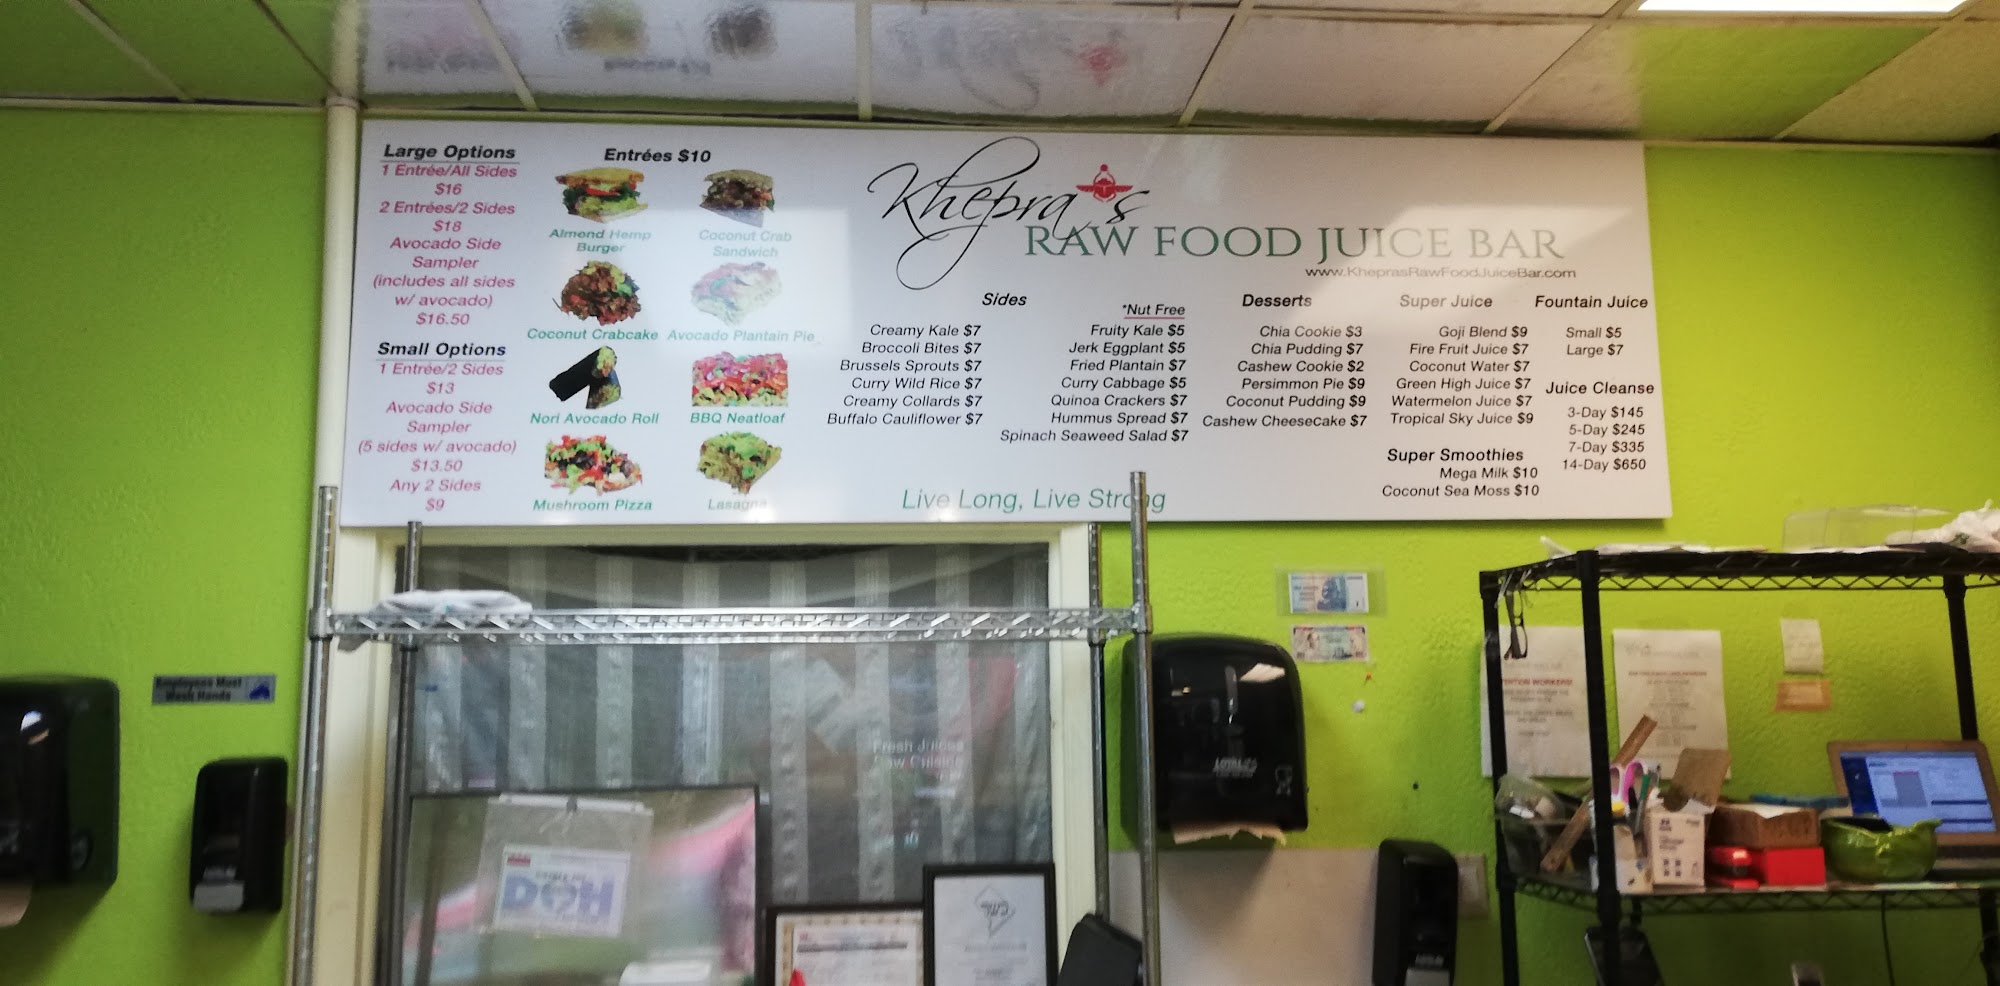 Large Options
1 Entrée/All Sides
$16
2 Entrées/2 Sides
$18
Avocado Side
Sampler
(includes all sides
w/ avocado)
$16.50
Small Options
1 Entrée/2 Sides
$13
Avocado Side
Sampler
(5 sides w/ avocado)
$13.50
Any 2 Sides
$9
Entrées $10
Almond Hemp
Burger
Coconut Crab
Sandwich
Coconut Crabcake
Avocado Plantain Pie
Nori Avocado Roll
BBQ Neatloaf
Mushroom Pizza
Lasagna
Khepra's
RAW FOOD JUICE BAR
www.KheprasRawFoodJuiceBar.com
Sides
Creamy Kale $7
Broccoli Bites $7
Brussels Sprouts $7
Curry Wild Rice $7
Creamy Collards $7
Buffalo Cauliflower $7
*Nut Free
Fruity Kale $5
Jerk Eggplant $5
Fried Plantain $7
Curry Cabbage $5
Quinoa Crackers $7
Hummus Spread $7
Spinach Seaweed Salad $7
Desserts
Chia Cookie $3
Chia Pudding $7
Cashew Cookie $2
Persimmon Pie $9
Coconut Pudding $9
Cashew Cheesecake $7
Super Juice
Goji Blend $9
Fire Fruit Juice $7
Coconut Water $7
Green High Juice $7
Watermelon Juice $7
Tropical Sky Juice $9
Super Smoothies
Mega Milk $10
Coconut Sea Moss $10
Fountain Juice
Small $5
Large $7
Juice Cleanse
3-Day $145
5-Day $245
7-Day $335
14-Day $650
Live Long, Live Strong
Employees Must
Wash Hands
Fresh Juices
Raw Cuisine
DOH